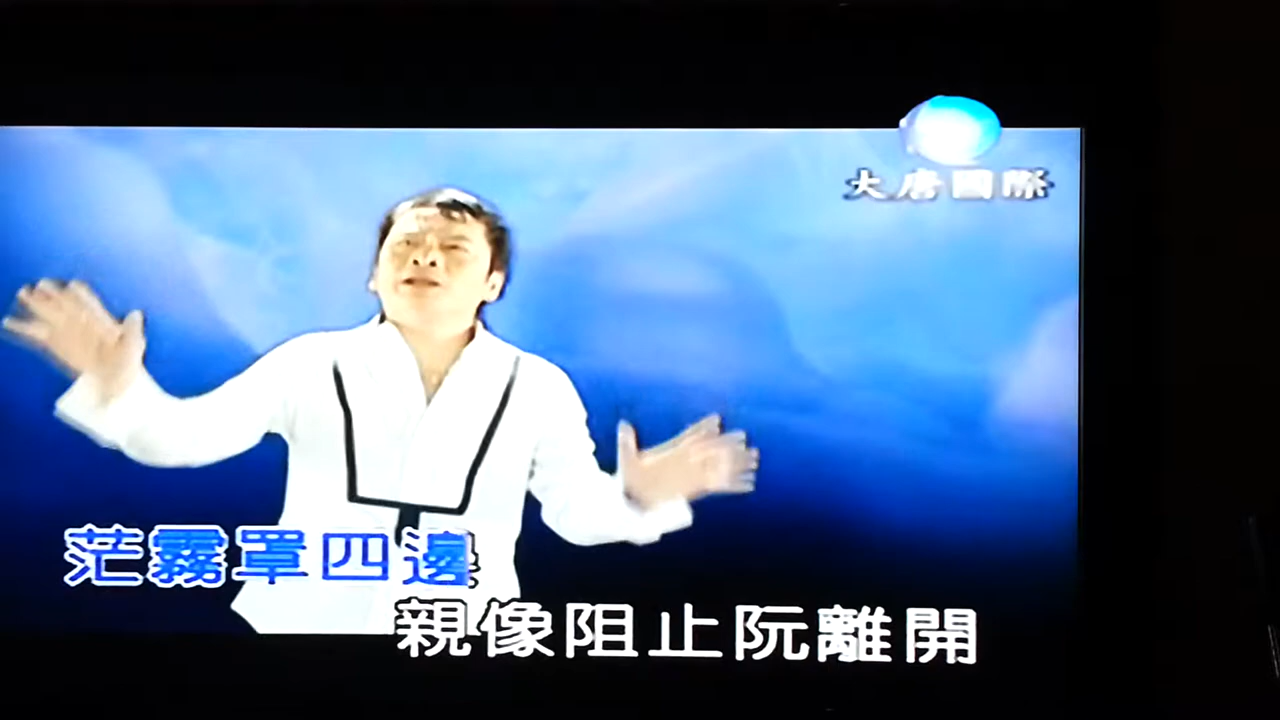 大唐國際
茫霧罩四邊
親像阻止阮離開